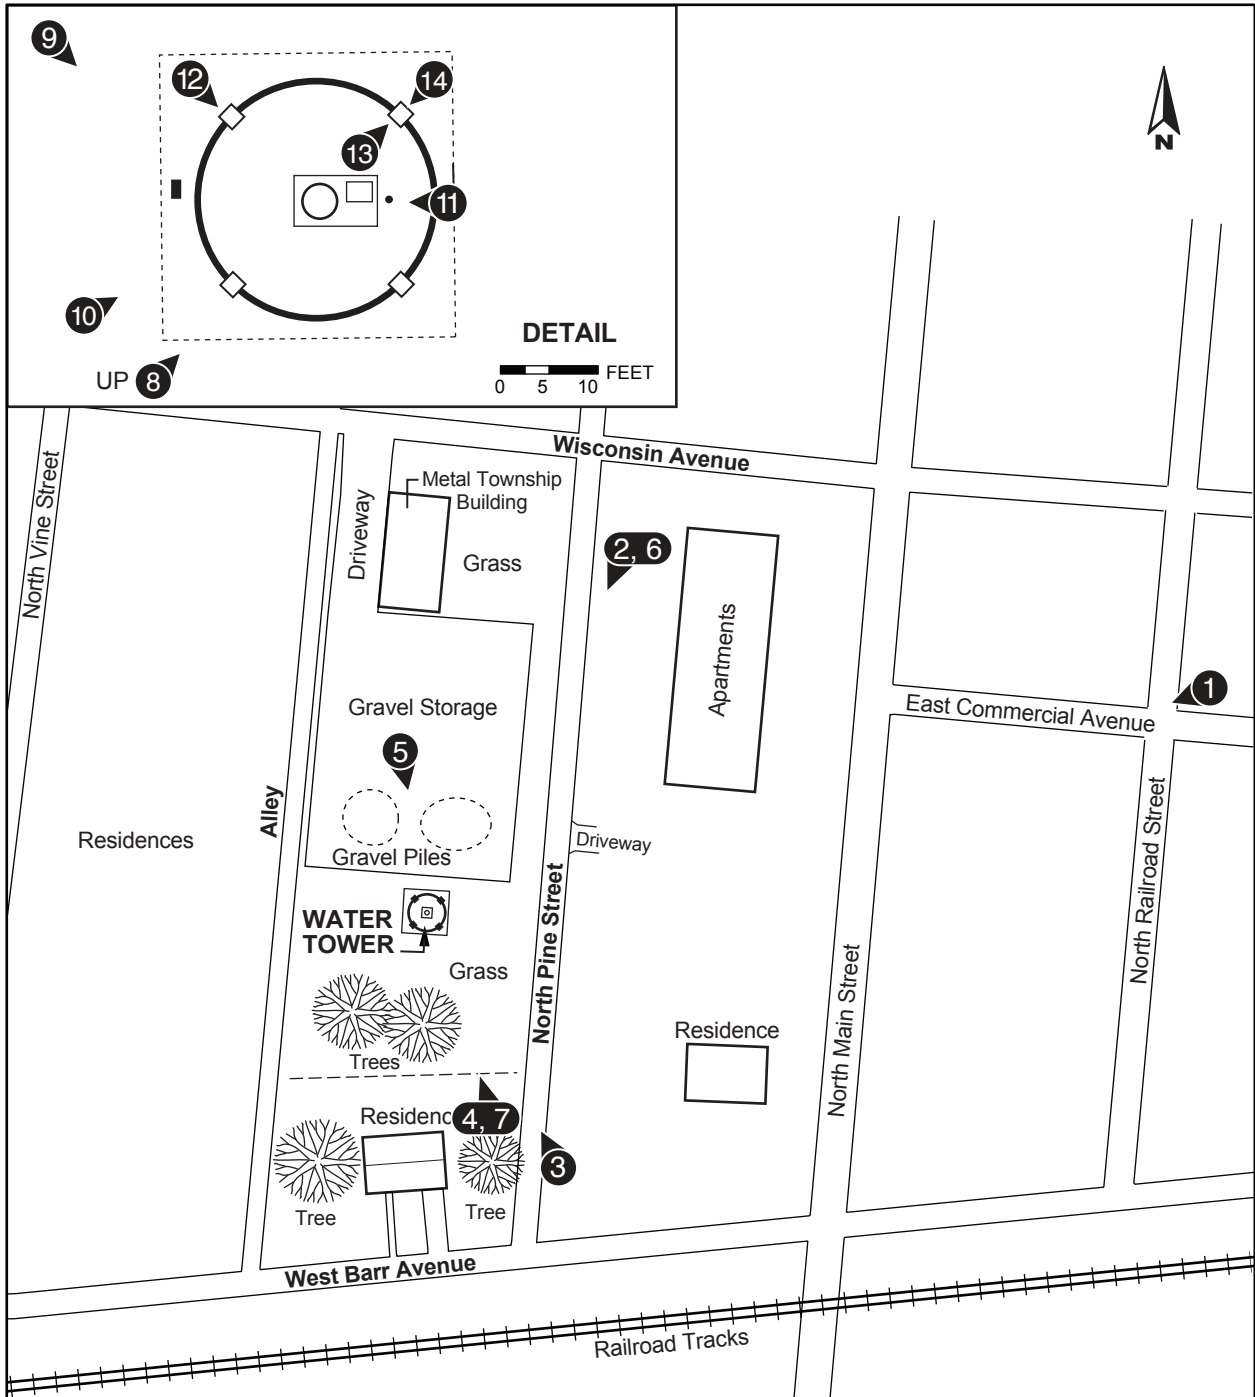 9
12
14
13
11
10
UP 8
DETAIL
0 5 10 FEET
N
Wisconsin Avenue
North Vine Street
Driveway
Metal Township
Building
Grass
2, 6
Apartments
1
East Commercial Avenue
Gravel Storage
5
Gravel Piles
Residences
Alley
Driveway
North Pine Street
North Main Street
North Railroad Street
WATER
TOWER
Grass
Trees
Residence
Residenc
4, 7
3
Tree
Tree
West Barr Avenue
Railroad Tracks